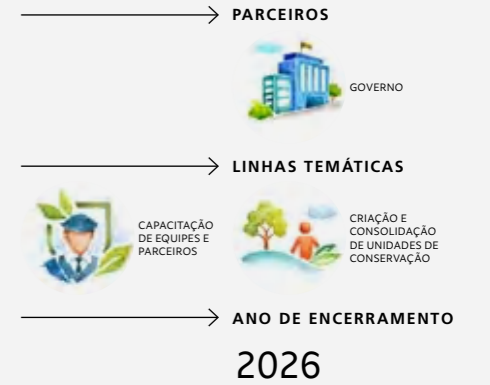 PARCEIROS
GOVERNO
LINHAS TEMÁTICAS
CAPACITAÇÃO
DE EQUIPES E
PARCEIROS
CRIAÇÃO E
CONSOLIDAÇÃO
DE UNIDADES DE
CONSERVAÇÃO
ANO DE ENCERRAMENTO
2026